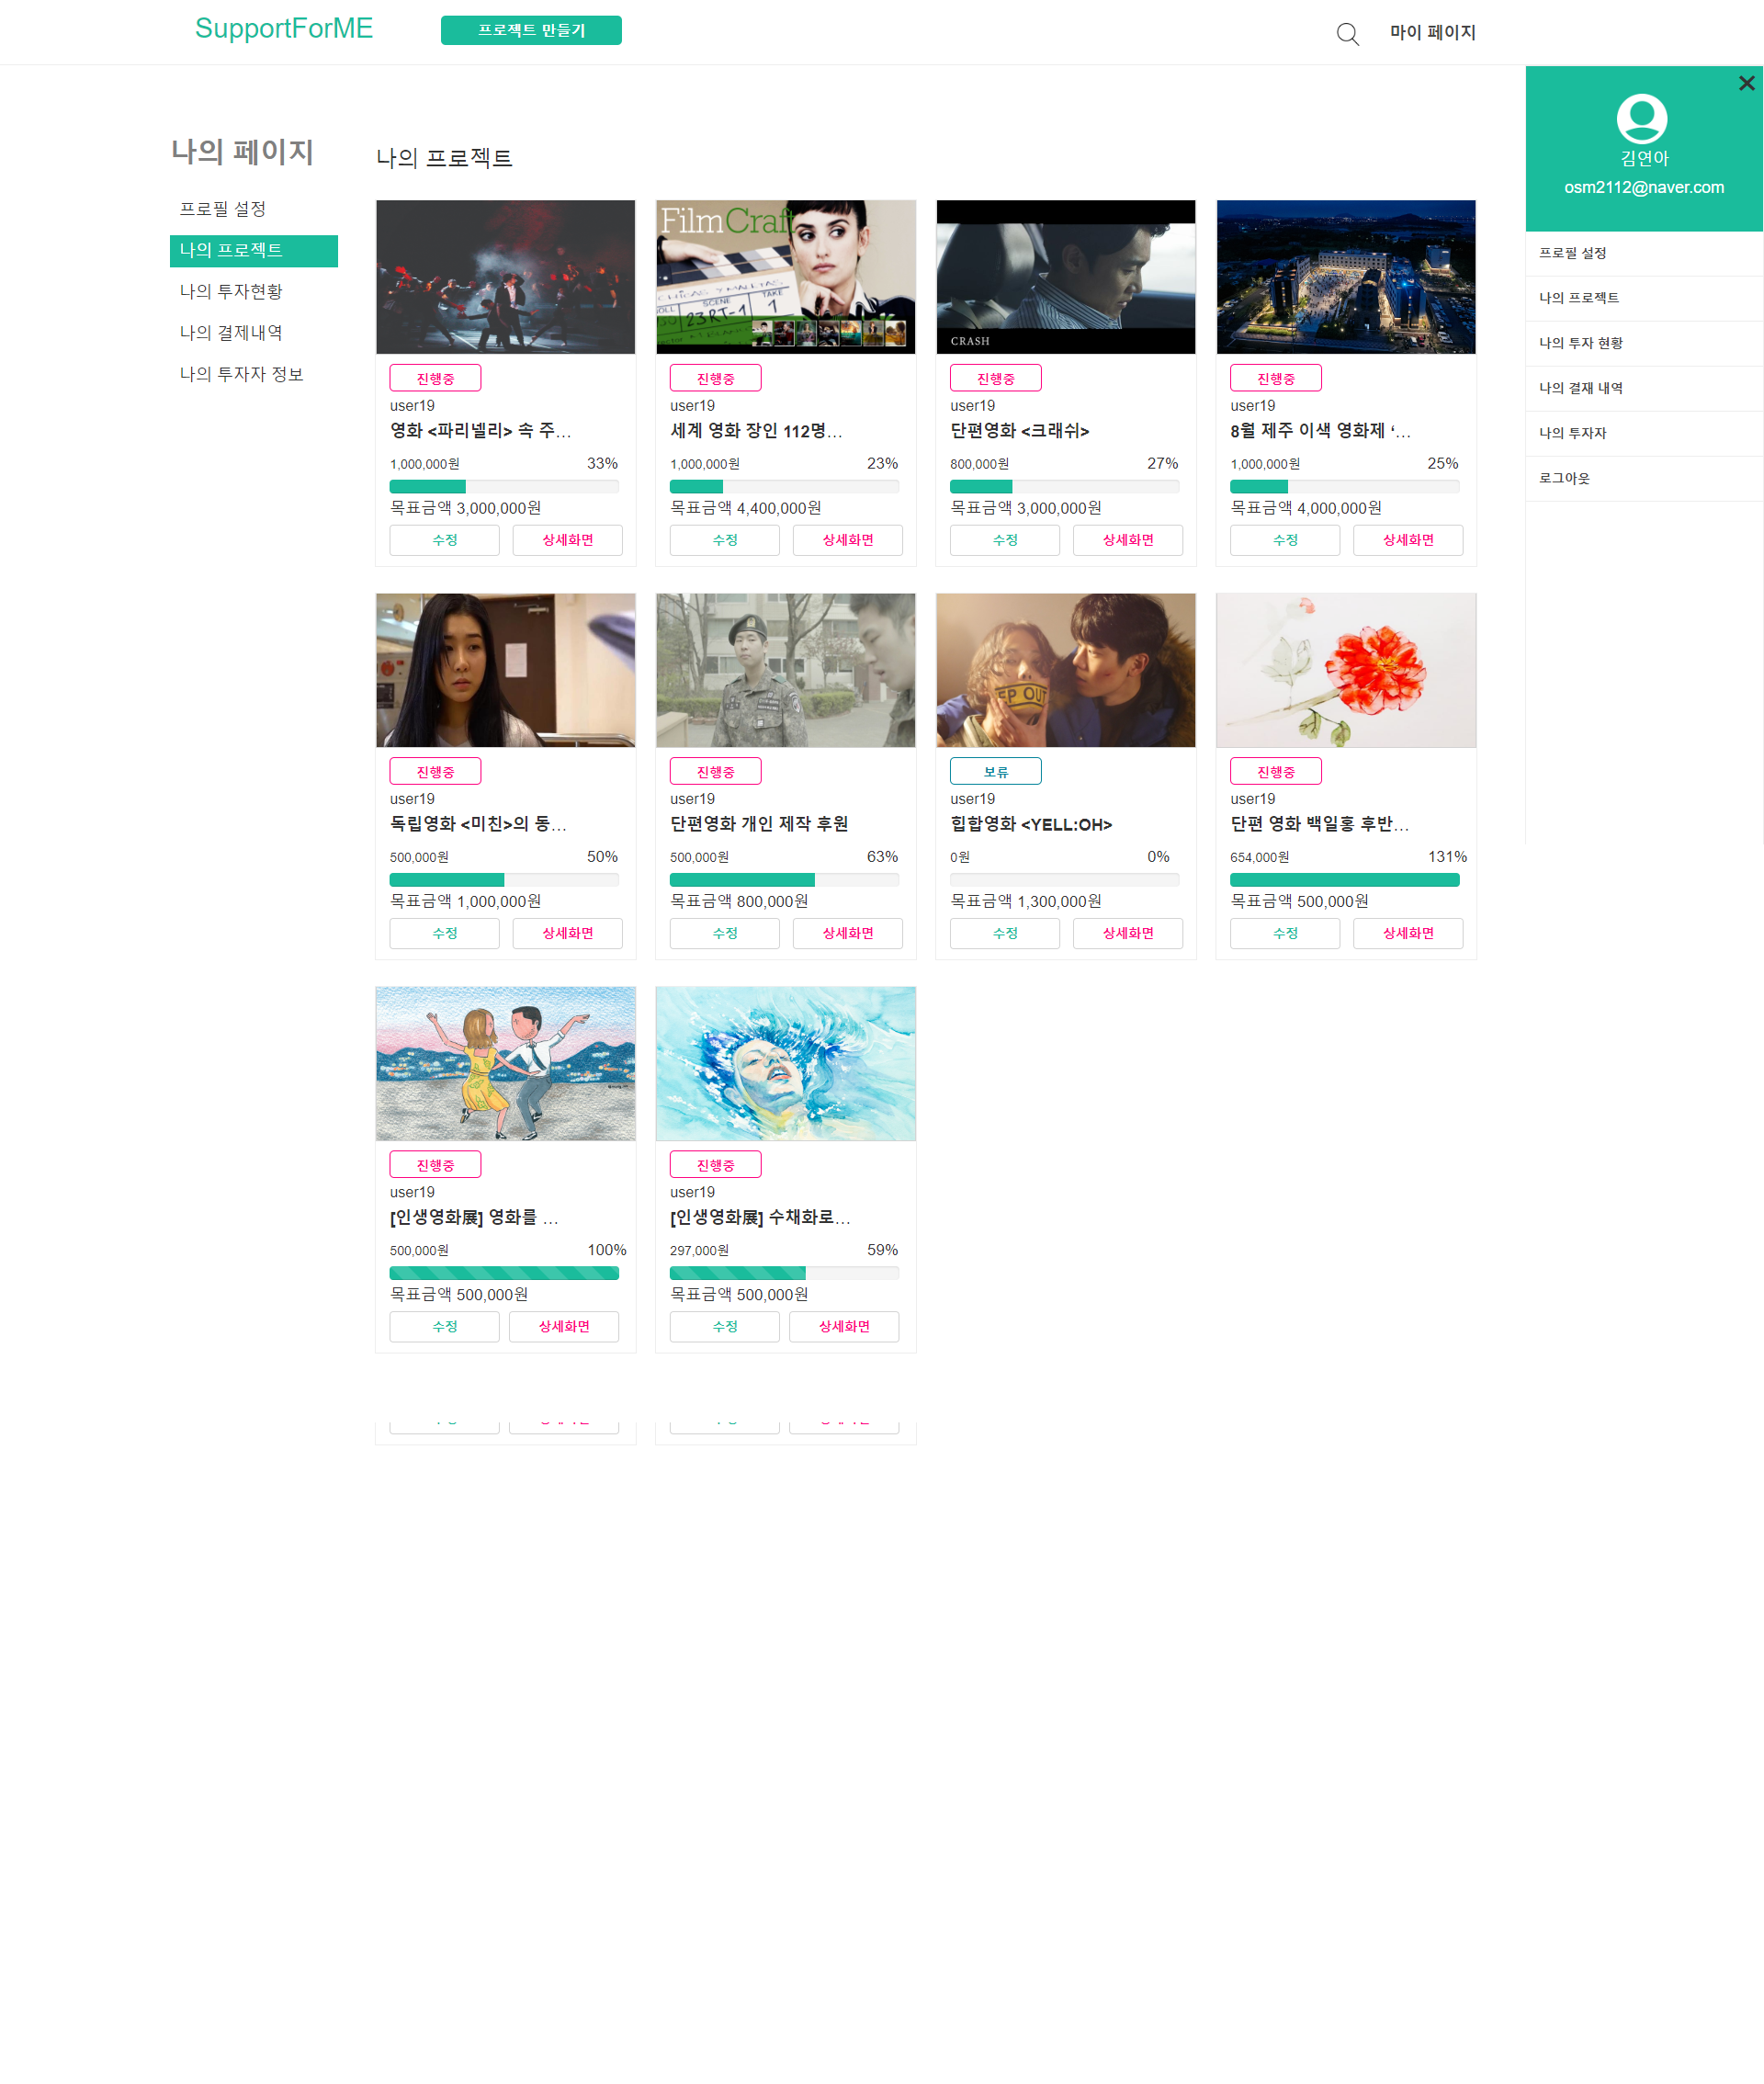 SupportForME
프로젝트 만들기
마이 페이지
김연아
osm2112@naver.com
프로필 설정
나의 프로젝트
나의 투자 현황
나의 결재 내역
나의 투자자
로그아웃
나의 페이지
프로필 설정
나의 프로젝트
나의 투자현황
나의 결제내역
나의 투자자 정보
나의 프로젝트
진행중
user19
영화 <파리넬리> 속 주...
1,000,000원 33%
목표금액 3,000,000원
수정 상세화면
FilmCraft
SCENE TAKE
23RT-1 1
진행중
user19
세계 영화 장인 112명...
1,000,000원 23%
목표금액 4,400,000원
수정 상세화면
CRASH
진행중
user19
단편영화 <크래쉬>
800,000원 27%
목표금액 3,000,000원
수정 상세화면
진행중
user19
8월 제주 이색 영화제 ‘...
1,000,000원 25%
목표금액 4,000,000원
수정 상세화면
진행중
user19
독립영화 <미친>의 동...
500,000원 50%
목표금액 1,000,000원
수정 상세화면
진행중
user19
단편영화 개인 제작 후원
500,000원 63%
목표금액 800,000원
수정 상세화면
EP OUT
보류
user19
힙합영화 <YELL:OH>
0원 0%
목표금액 1,300,000원
수정 상세화면
진행중
user19
단편 영화 백일홍 후반...
654,000원 131%
목표금액 500,000원
수정 상세화면
진행중
user19
[인생영화展] 영화를 ...
500,000원 100%
목표금액 500,000원
수정 상세화면
진행중
user19
[인생영화展] 수채화로...
297,000원 59%
목표금액 500,000원
수정 상세화면